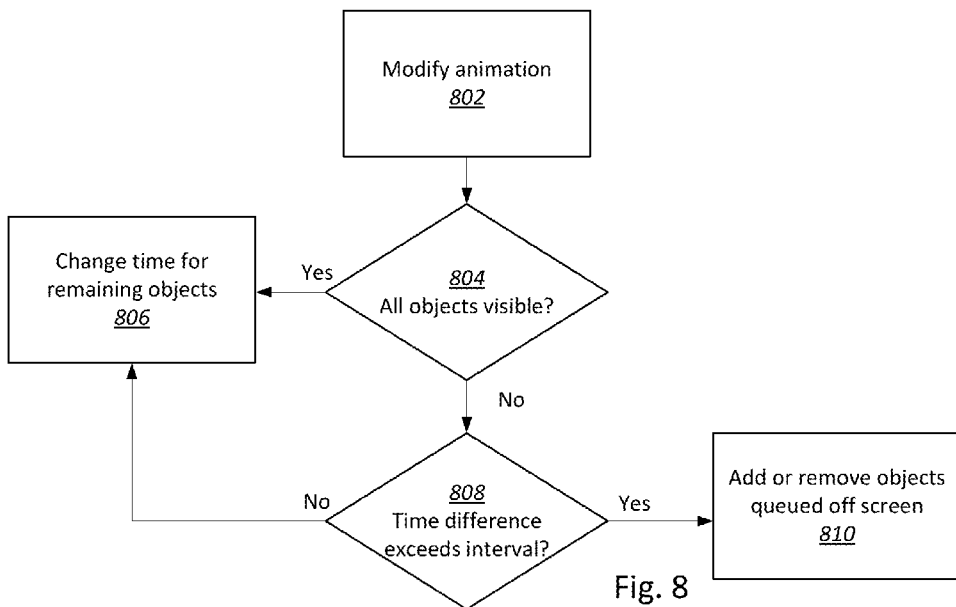 Modify animation
802
Change time for
remaining objects
806
Yes
804
All objects visible?
No
No
808
Time difference
exceeds interval?
Yes
Add or remove objects
queued off screen
810
Fig. 8